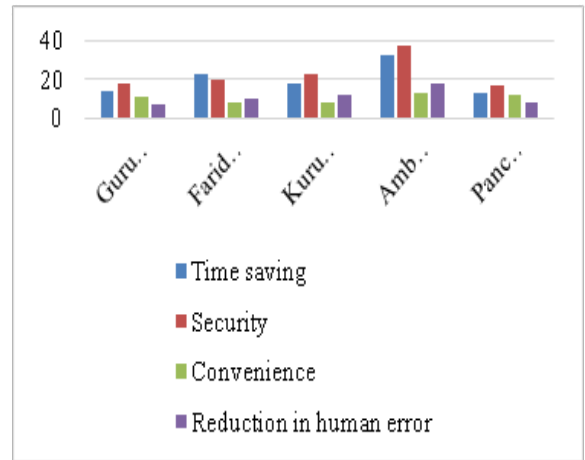 40
20
0
Guru..
Farid..
Kuru..
Amb..
Panc..
Time saving
Security
Convenience
Reduction in human error